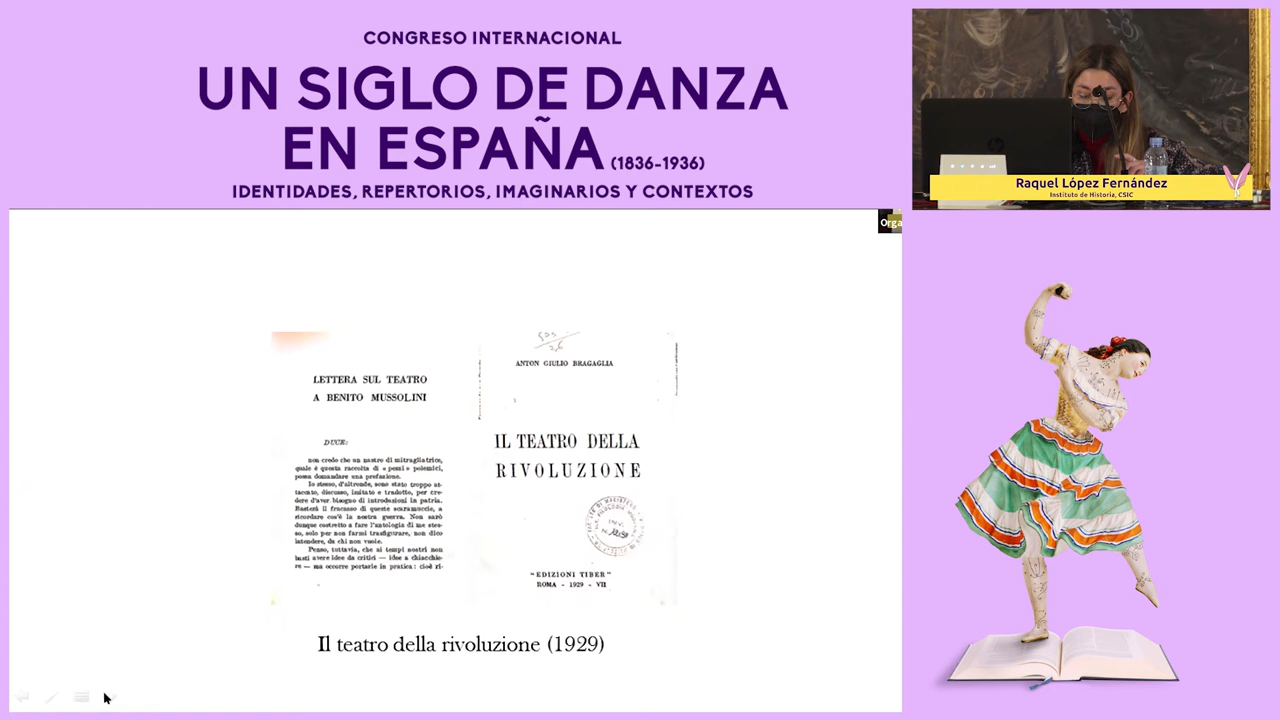 CONGRESO INTERNACIONAL
UN SIGLO DE DANZA
EN ESPAÑA (1836-1936)
IDENTIDADES, REPERTORIOS, IMAGINARIOS Y CONTEXTOS
Raquel López Fernández
Instituto de Historia, CSIC
Orga
LETTERA SUL TEATRO
A BENITO MUSSOLINI
DUCE:
non credo che un nastro di mitragliatrice,
quale è questa raccolta di « pezzi » polemici,
possa domandare una prefazione.
Io stesso, d'altronde, sono stato troppo at-
taccato, discusso, imitato e tradotto, per cre-
dere d'aver bisogno di introduzioni in patria.
Basterà il fracasso di queste scaramuccie, a
ricordare cos'è la nostra guerra. Non sarò
dunque costretto a fare l'antologia di me stes-
so, solo per non farmi trasfigurare, non dico
intendere, da chi non vuole.
Penso, tuttavia, che ai tempi nostri non
basti avere idee da critici — idee a chiacchie-
re — ma occorre portarle in pratica: cioè ri-
ANTON GIULIO BRAGAGLIA
IL TEATRO DELLA
RIVOLUZIONE
"EDIZIONI TIBER"
ROMA - 1929 - VII
Il teatro della rivoluzione (1929)